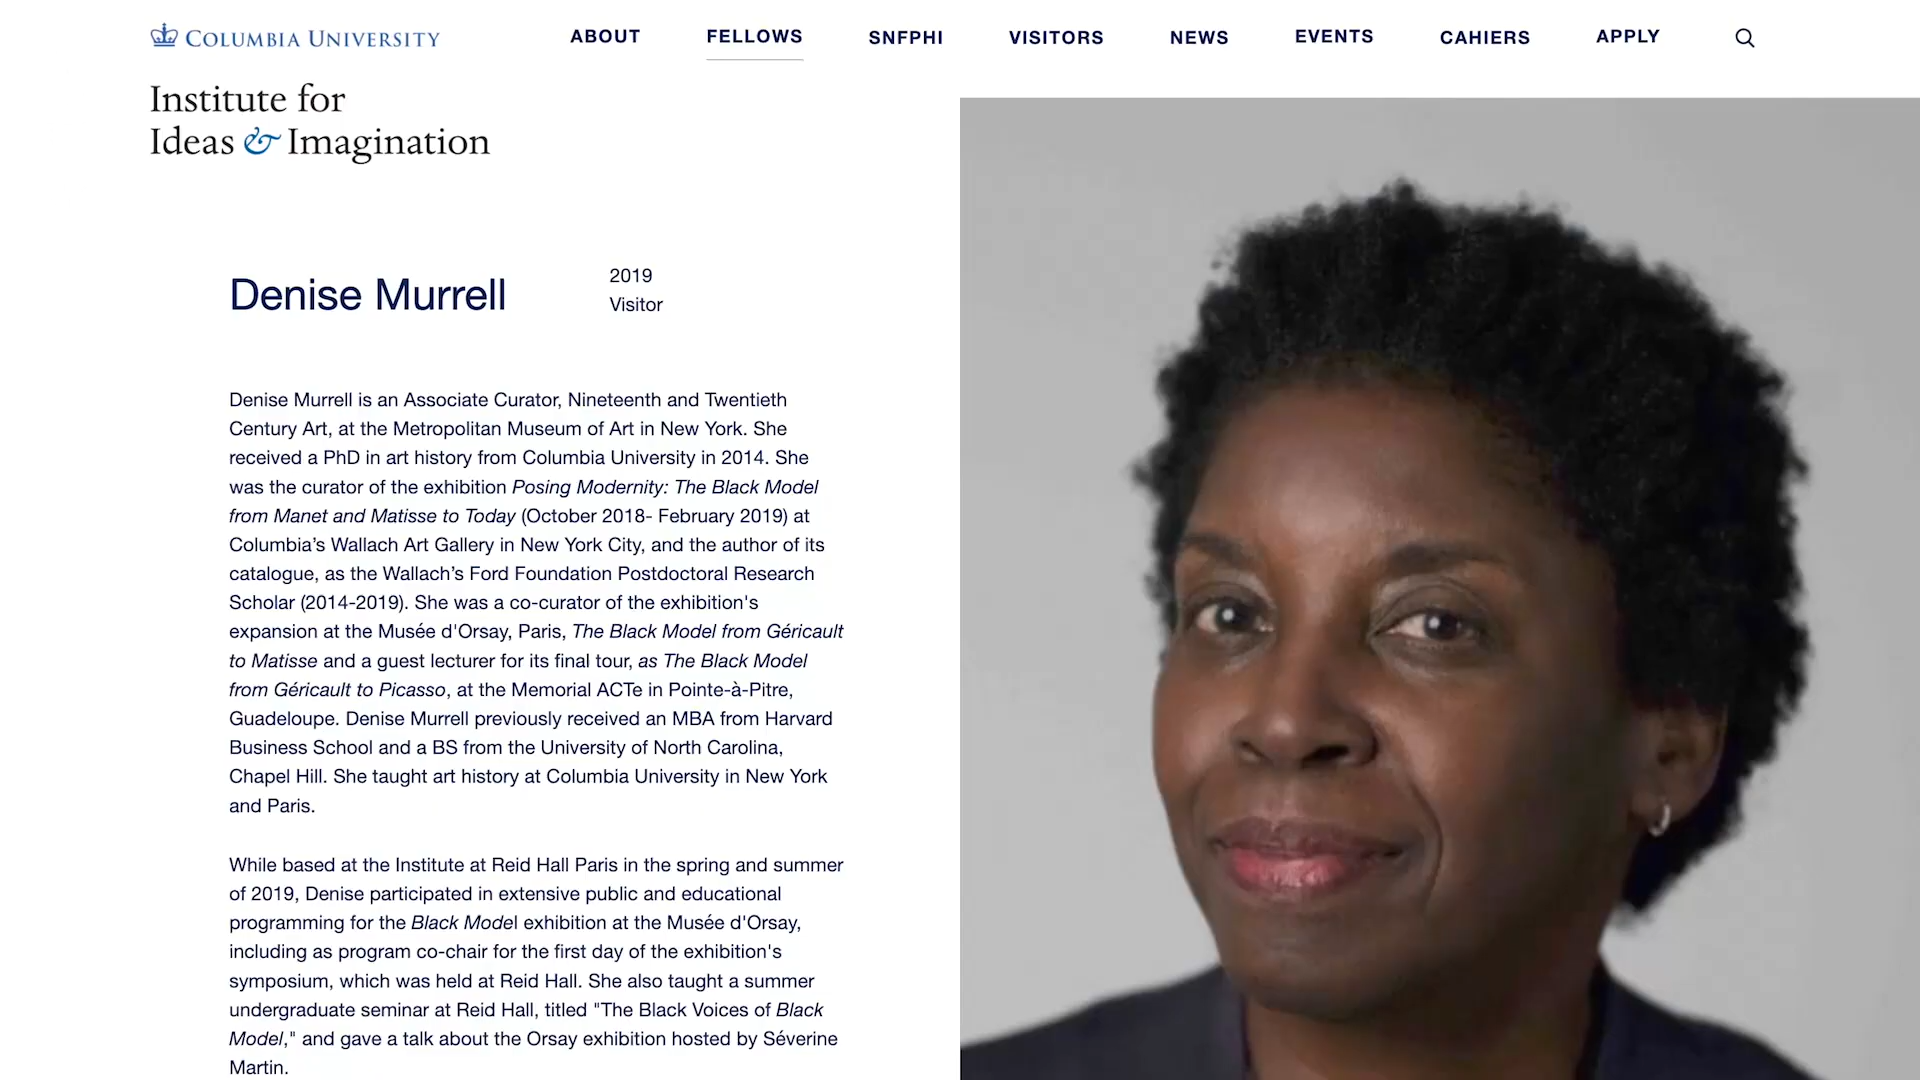 COLUMBIA UNIVERSITY
ABOUT
FELLOWS
SNFPHI
VISITORS
NEWS
EVENTS
CAHIERS
APPLY
Institute for
Ideas & Imagination
Denise Murrell
2019
Visitor
Denise Murrell is an Associate Curator, Nineteenth and Twentieth
Century Art, at the Metropolitan Museum of Art in New York. She
received a PhD in art history from Columbia University in 2014. She
was the curator of the exhibition Posing Modernity: The Black Model
from Manet and Matisse to Today (October 2018- February 2019) at
Columbia’s Wallach Art Gallery in New York City, and the author of its
catalogue, as the Wallach’s Ford Foundation Postdoctoral Research
Scholar (2014-2019). She was a co-curator of the exhibition's
expansion at the Musée d'Orsay, Paris, The Black Model from Géricault
to Matisse and a guest lecturer for its final tour, as The Black Model
from Géricault to Picasso, at the Memorial ACTe in Pointe-à-Pitre,
Guadeloupe. Denise Murrell previously received an MBA from Harvard
Business School and a BS from the University of North Carolina,
Chapel Hill. She taught art history at Columbia University in New York
and Paris.
While based at the Institute at Reid Hall Paris in the spring and summer
of 2019, Denise participated in extensive public and educational
programming for the Black Model exhibition at the Musée d'Orsay,
including as program co-chair for the first day of the exhibition's
symposium, which was held at Reid Hall. She also taught a summer
undergraduate seminar at Reid Hall, titled "The Black Voices of Black
Model," and gave a talk about the Orsay exhibition hosted by Séverine
Martin.